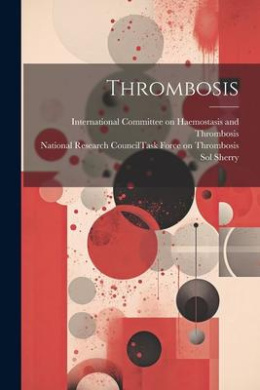 Thrombosis
International Committee on Haemostasis and
Thrombosis
National Research CouncilTask Force on Thrombosis
Sol Sherry